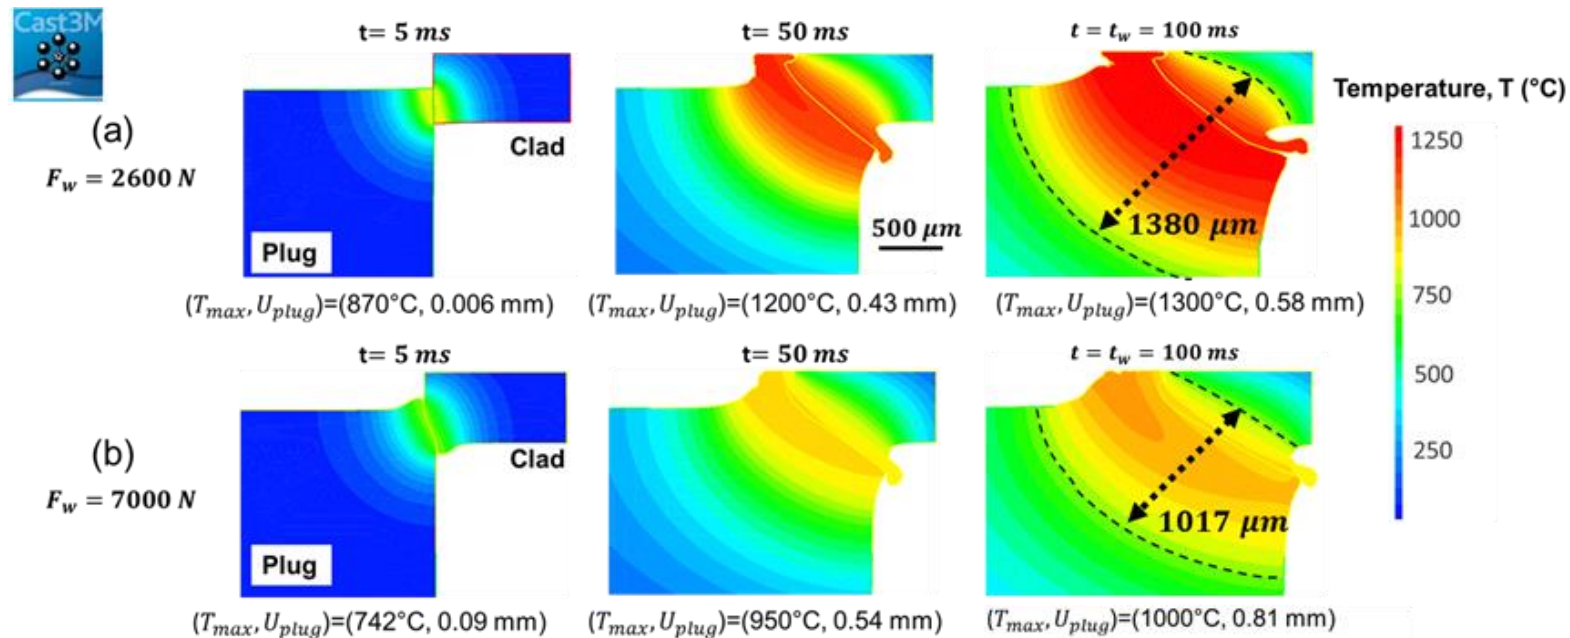 Cast3M
t= 5 ms
t= 50 ms
t = t_w = 100 ms
Temperature, T (°C)
(a)
F_w = 2600 N
Clad
Plug
500 μm
1380 μm
1250
1000
750
500
250
(T_max, U_plug)=(870°C, 0.006 mm)
(T_max, U_plug)=(1200°C, 0.43 mm)
(T_max, U_plug)=(1300°C, 0.58 mm)
t= 5 ms
t= 50 ms
t = t_w = 100 ms
(b)
F_w = 7000 N
Clad
Plug
1017 μm
(T_max, U_plug)=(742°C, 0.09 mm)
(T_max, U_plug)=(950°C, 0.54 mm)
(T_max, U_plug)=(1000°C, 0.81 mm)